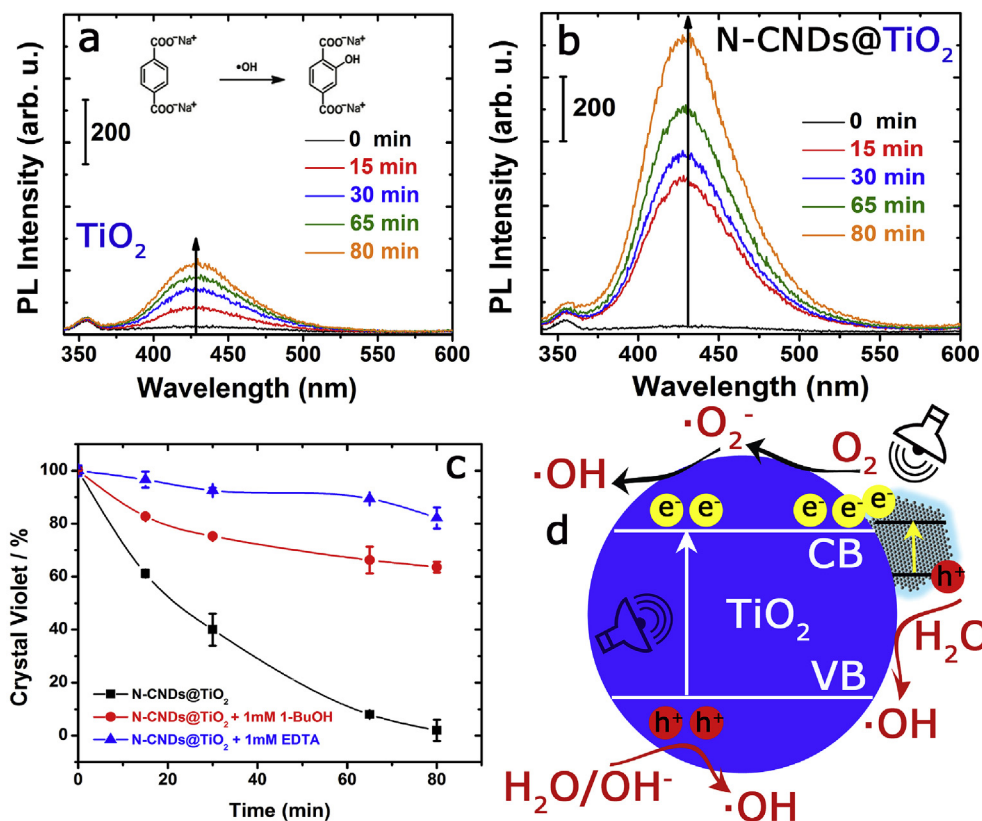 a
COO⁻Na⁺
COO⁻Na⁺
•OH
COO⁻Na⁺
OH
COO⁻Na⁺
200
0 min
15 min
30 min
65 min
80 min
TiO₂
PL Intensity (arb. u.)
350 400 450 500 550 600
Wavelength (nm)
b
N-CNDs@TiO₂
200
0 min
15 min
30 min
65 min
80 min
PL Intensity (arb. u.)
350 400 450 500 550 600
Wavelength (nm)
C
100
80
60
40
20
0
Crystal Violet / %
N-CNDs@TiO₂
N-CNDs@TiO₂ + 1mM 1-BuOH
N-CNDs@TiO₂ + 1mM EDTA
0 20 40 60 80
Time (min)
d
·O₂⁻
O₂
·OH
e⁻ e⁻ e⁻ e⁻ e⁻
CB
h⁺
TiO₂
H₂O
VB
·OH
h⁺ h⁺
H₂O/OH⁻
·OH